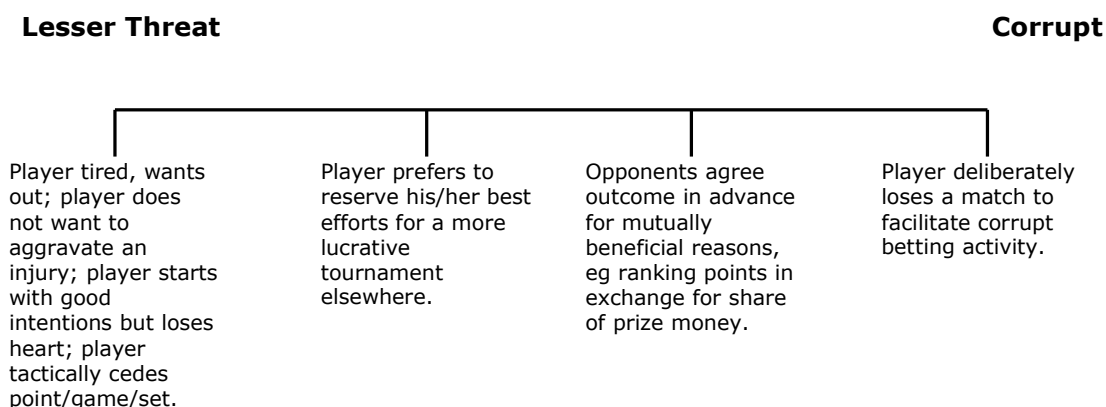 Lesser Threat
Corrupt
Player tired, wants
out; player does
not want to
aggravate an
injury; player starts
with good
intentions but loses
heart; player
tactically cedes
point/game/set.
Player prefers to
reserve his/her best
efforts for a more
lucrative
tournament
elsewhere.
Opponents agree
outcome in advance
for mutually
beneficial reasons,
eg ranking points in
exchange for share
of prize money.
Player deliberately
loses a match to
facilitate corrupt
betting activity.